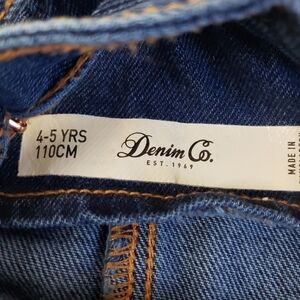 4-5 YRS
110CM
Denim Co.
EST. 1969
MADE IN